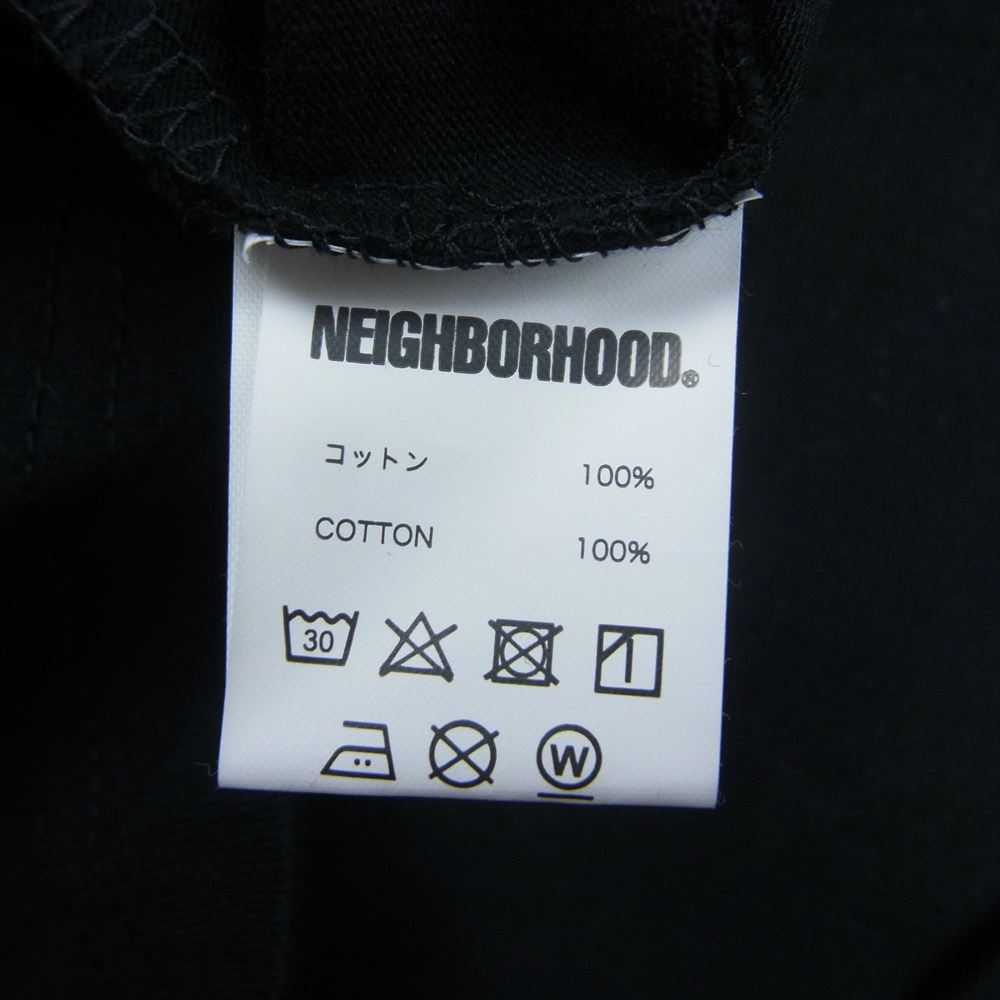 NEIGHBORHOOD®
コットン 100%
COTTON 100%
30
W